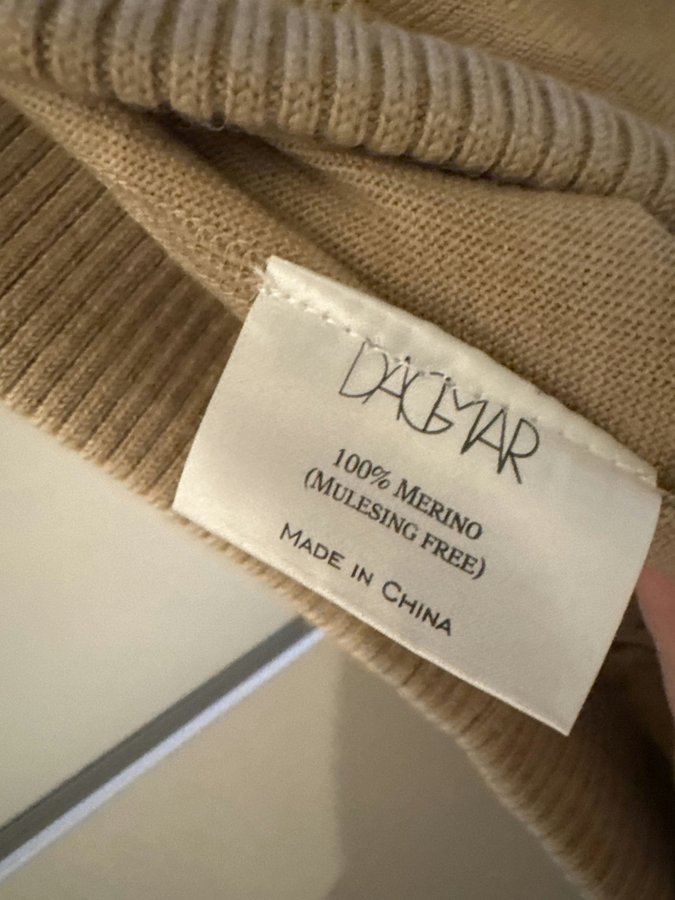 DAGMAR
100% MERINO
(MULESING FREE)
MADE IN CHINA